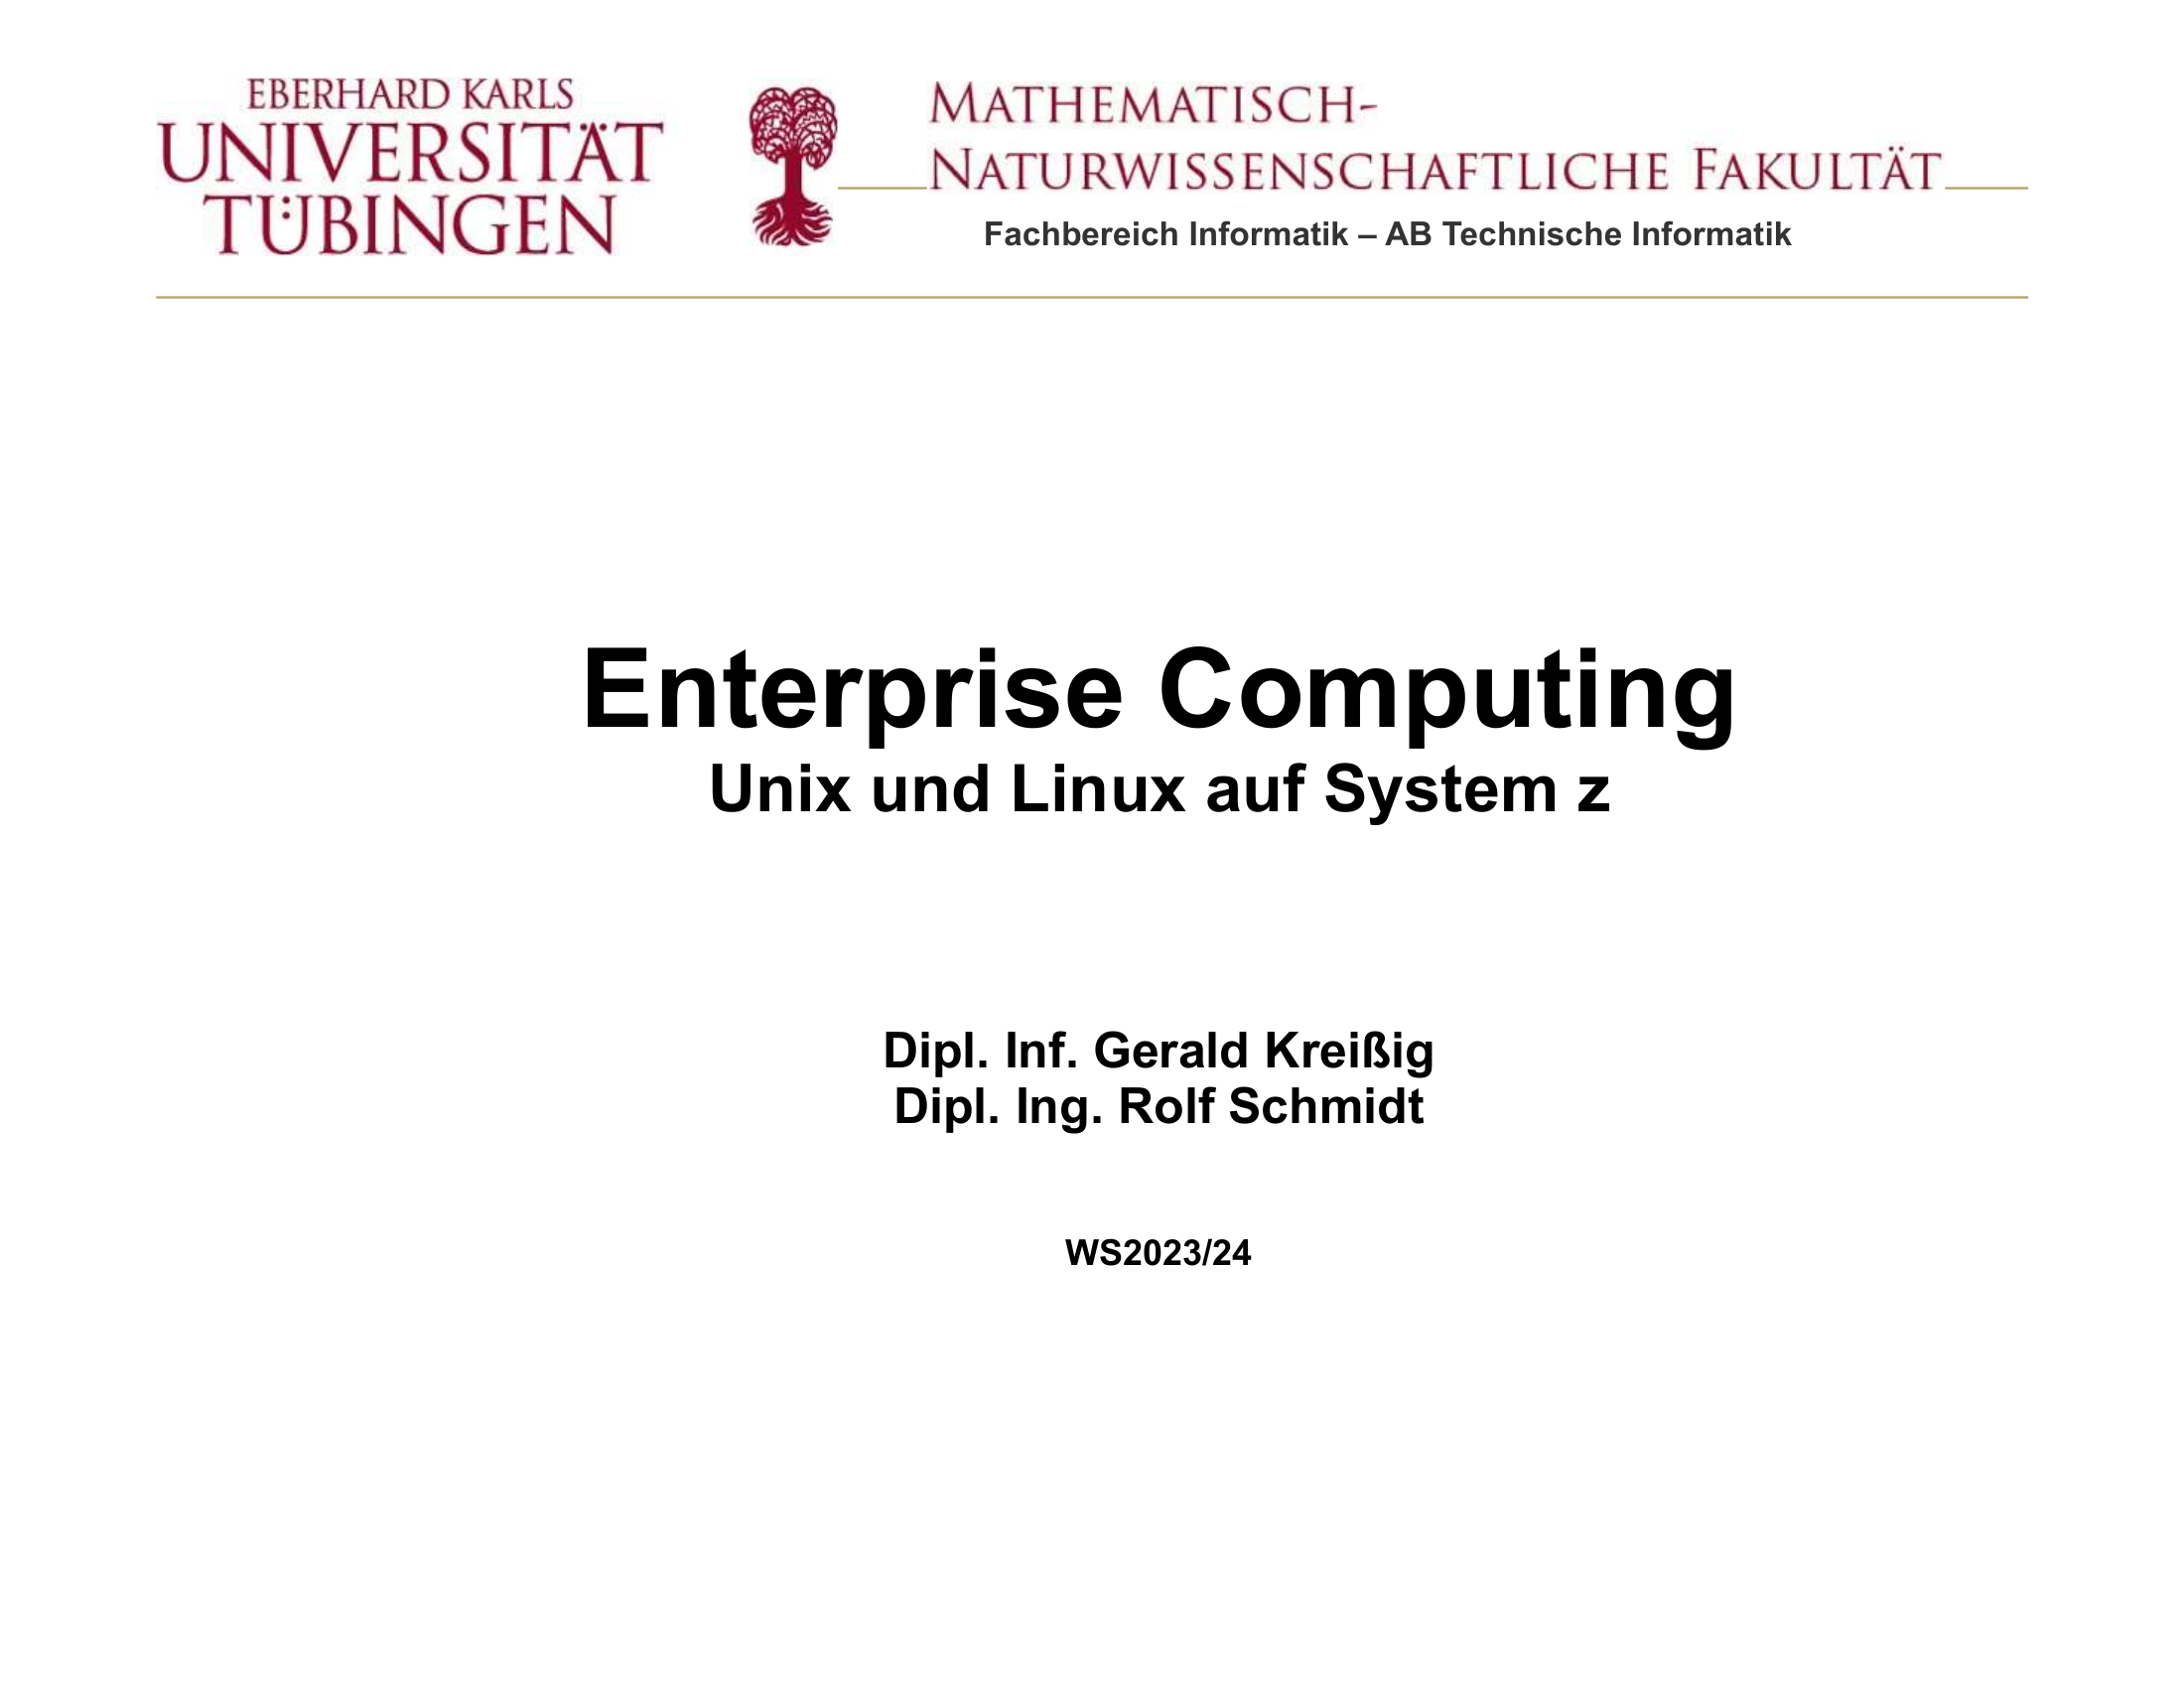 EBERHARD KARLS
UNIVERSITÄT
TÜBINGEN
MATHEMATISCH-
NATURWISSENSCHAFTLICHE FAKULTÄT
Fachbereich Informatik – AB Technische Informatik
Enterprise Computing
Unix und Linux auf System z
Dipl. Inf. Gerald Kreißig
Dipl. Ing. Rolf Schmidt
WS2023/24